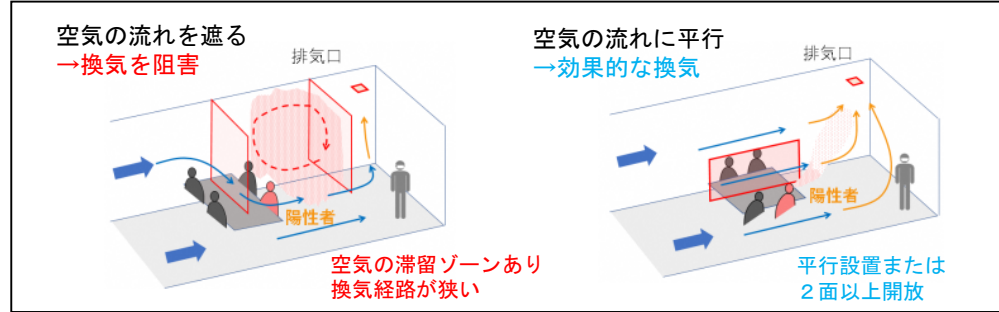 空気の流れを遮る
→換気を阻害
排気口
陽性者
空気の滞留ゾーンあり
換気経路が狭い
空気の流れに平行
→効果的な換気
排気口
陽性者
平行設置または
２面以上開放